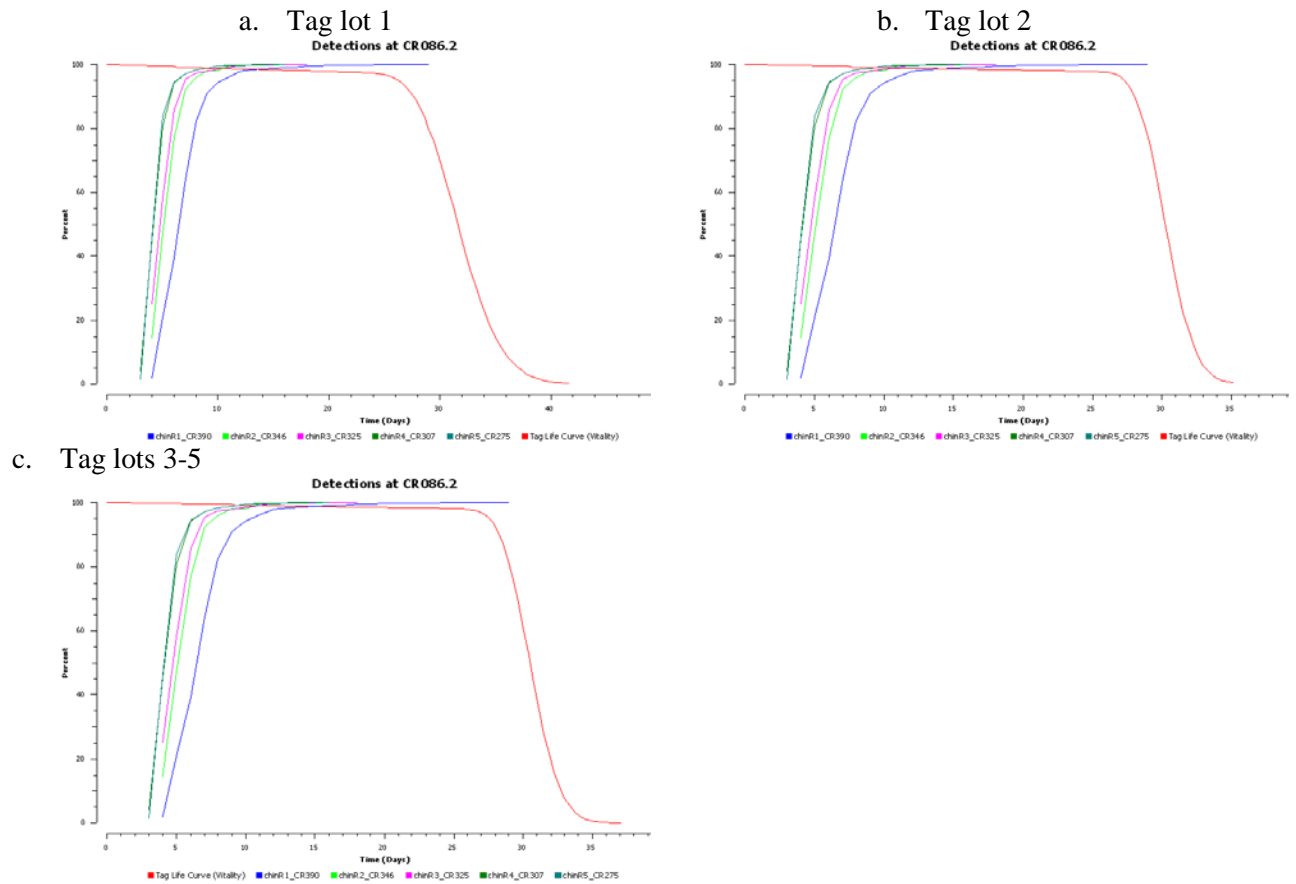 a. Tag lot 1
Detections at CR086.2
100
80
60
40
20
0
Percent
0 10 20 30 40
Time (Days)
chinR1_CR390 chinR2_CR346 chinR3_CR325 chinR4_CR307 chinR5_CR275 Tag Life Curve (Vitality)
b. Tag lot 2
Detections at CR086.2
100
80
60
40
20
0
Percent
0 5 10 15 20 25 30 35
Time (Days)
chinR1_CR390 chinR2_CR346 chinR3_CR325 chinR4_CR307 chinR5_CR275 Tag Life Curve (Vitality)
c. Tag lots 3-5
Detections at CR086.2
100
80
60
40
20
0
Percent
0 5 10 15 20 25 30 35
Time (Days)
Tag Life Curve (Vitality) chinR1_CR390 chinR2_CR346 chinR3_CR325 chinR4_CR307 chinR5_CR275